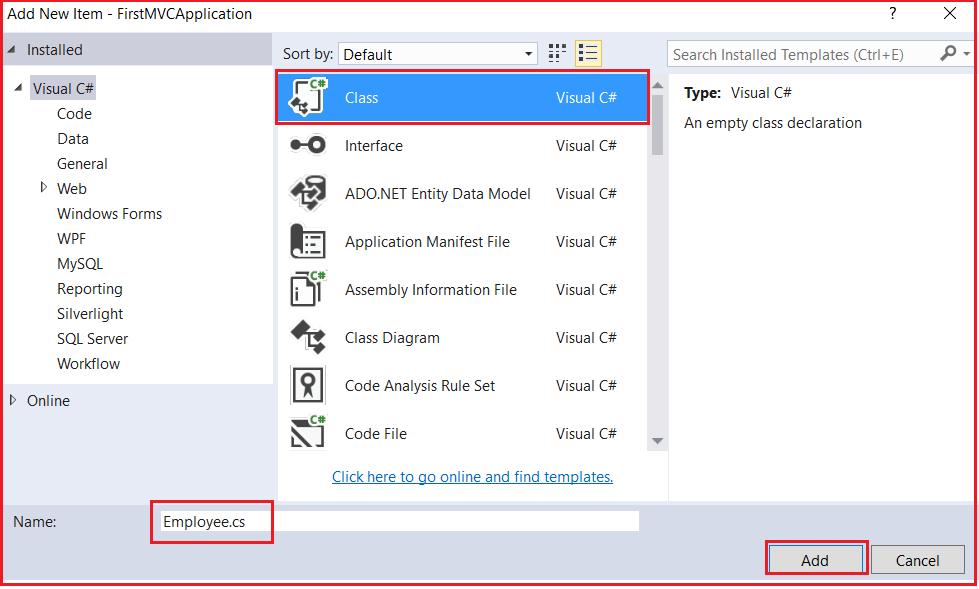 Add New Item - FirstMVCApplication
?
Installed
Visual C#
Code
Data
General
Web
Windows Forms
WPF
MySQL
Reporting
Silverlight
SQL Server
Workflow
Online
Sort by: Default
Search Installed Templates (Ctrl+E)
C# Class Visual C#
Interface Visual C#
ADO.NET Entity Data Model Visual C#
Application Manifest File Visual C#
C# Assembly Information File Visual C#
Class Diagram Visual C#
Code Analysis Rule Set Visual C#
C# Code File Visual C#
Click here to go online and find templates.
Type: Visual C#
An empty class declaration
Name: Employee.cs
Add Cancel